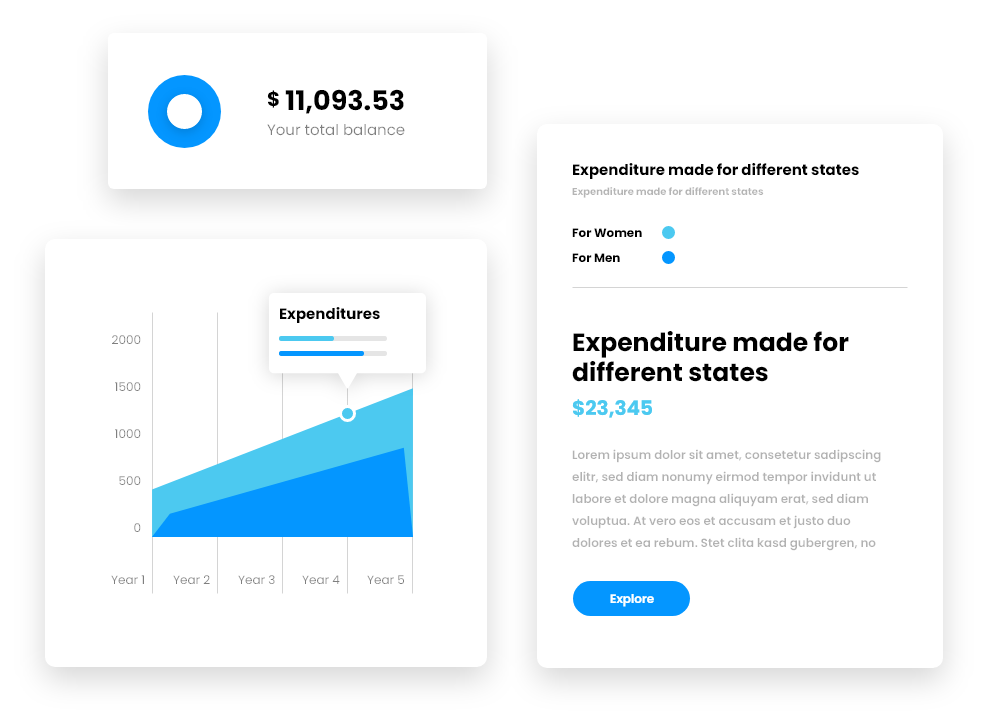 $ 11,093.53
Your total balance
Expenditures
2000
1500
1000
500
0
Year 1 Year 2 Year 3 Year 4 Year 5
Expenditure made for different states
Expenditure made for different states
For Women
For Men
Expenditure made for
different states
$23,345
Lorem ipsum dolor sit amet, consetetur sadipscing
elitr, sed diam nonumy eirmod tempor invidunt ut
labore et dolore magna aliquyam erat, sed diam
voluptua. At vero eos et accusam et justo duo
dolores et ea rebum. Stet clita kasd gubergren, no
Explore